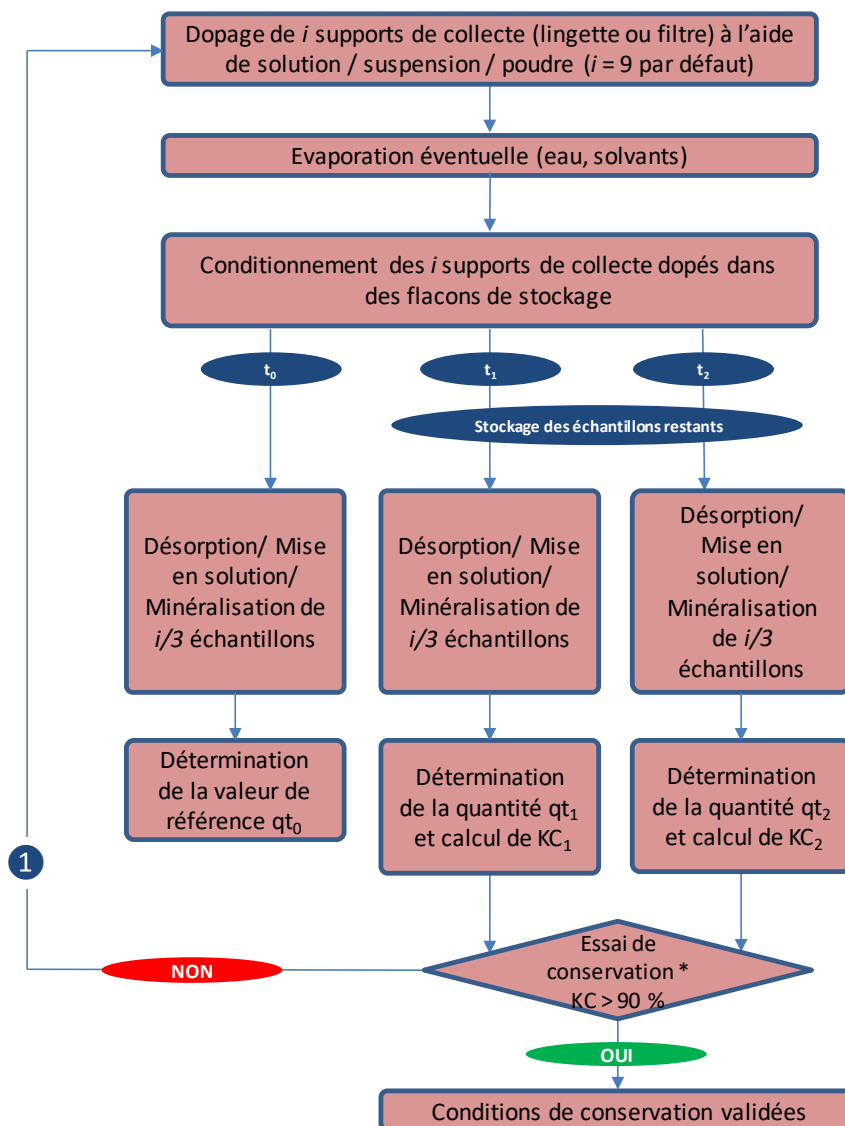 Dopage de i supports de collecte (lingette ou filtre) à l’aide
de solution / suspension / poudre (i = 9 par défaut)
Evaporation éventuelle (eau, solvants)
Conditionnement des i supports de collecte dopés dans
des flacons de stockage
t0
t1
t2
Stockage des échantillons restants
Désorption/ Mise
en solution/
Minéralisation de
i/3 échantillons
Désorption/ Mise
en solution/
Minéralisation de
i/3 échantillons
Désorption/
Mise en
solution/
Minéralisation
de i/3
échantillons
Détermination
de la valeur de
référence qt0
Détermination
de la quantité qt1
et calcul de KC1
Détermination
de la quantité qt2
et calcul de KC2
1
Essai de
conservation *
KC > 90 %
NON
OUI
Conditions de conservation validées